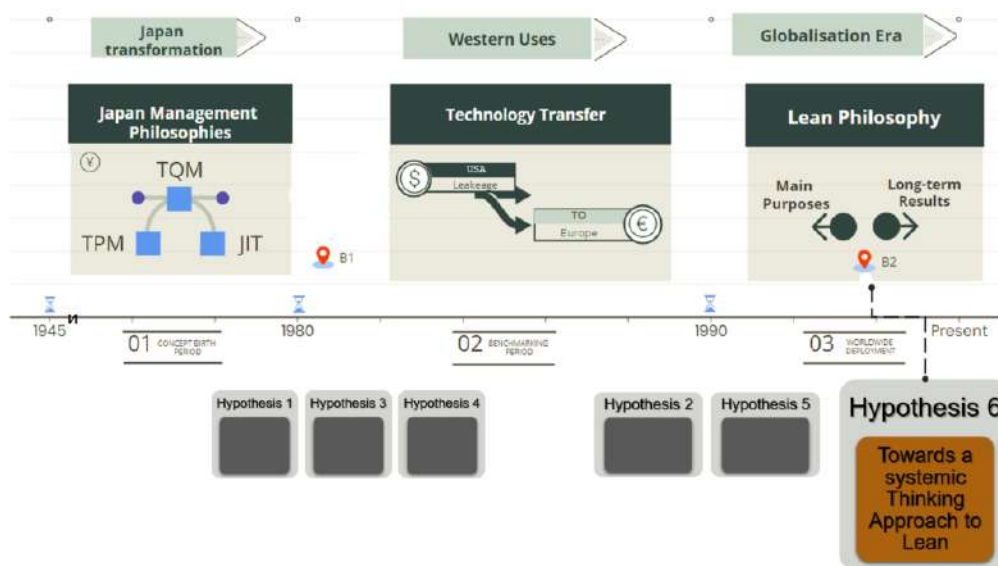 Japan
transformation
Western Uses
Globalisation Era
Japan Management
Philosophies
Technology Transfer
Lean Philosophy
¥
TQM
TPM
JIT
B1
$
USA
Leakeage
TO
Europe
€
Main
Purposes
Long-term
Results
B2
1945
1980
1990
Present
01
CONCEPT BIRTH
PERIOD
02
BENCHMARKING
PERIOD
03
WORLDWIDE
DEPLOYMENT
Hypothesis 1
Hypothesis 3
Hypothesis 4
Hypothesis 2
Hypothesis 5
Hypothesis 6
Towards a
systemic
Thinking
Approach to
Lean